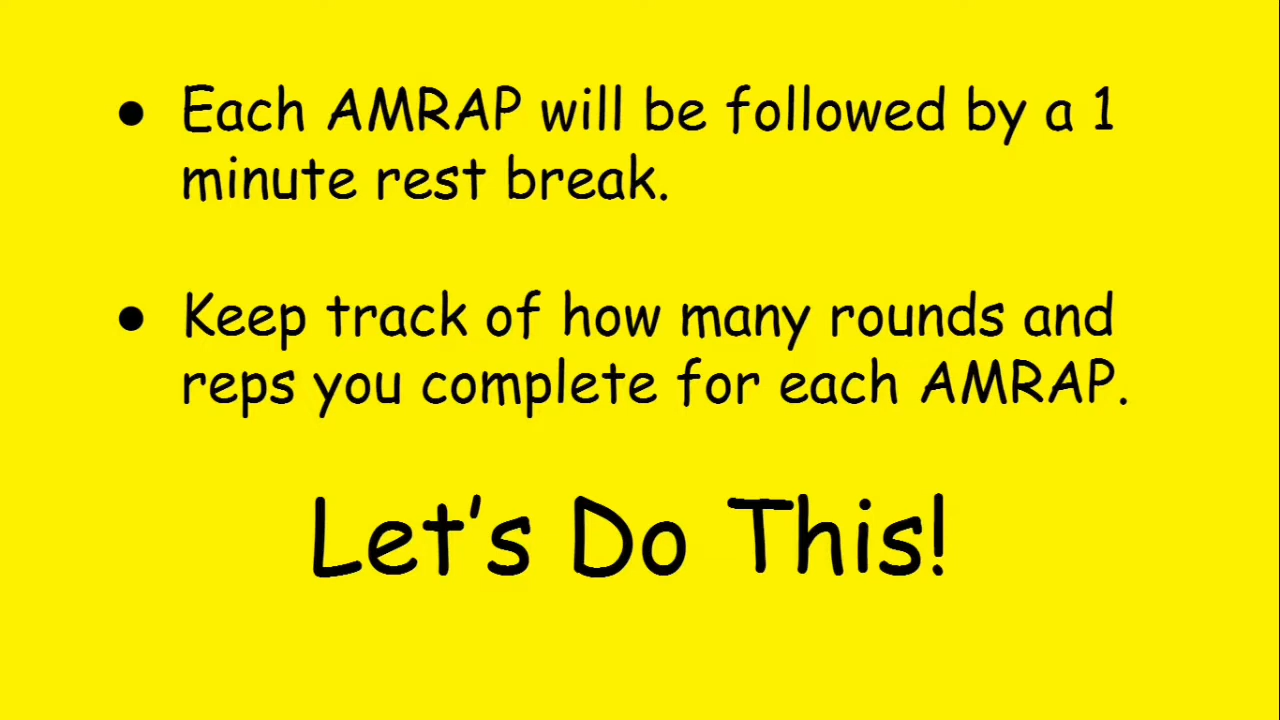 ● Each AMRAP will be followed by a 1
minute rest break.
● Keep track of how many rounds and
reps you complete for each AMRAP.
Let’s Do This!